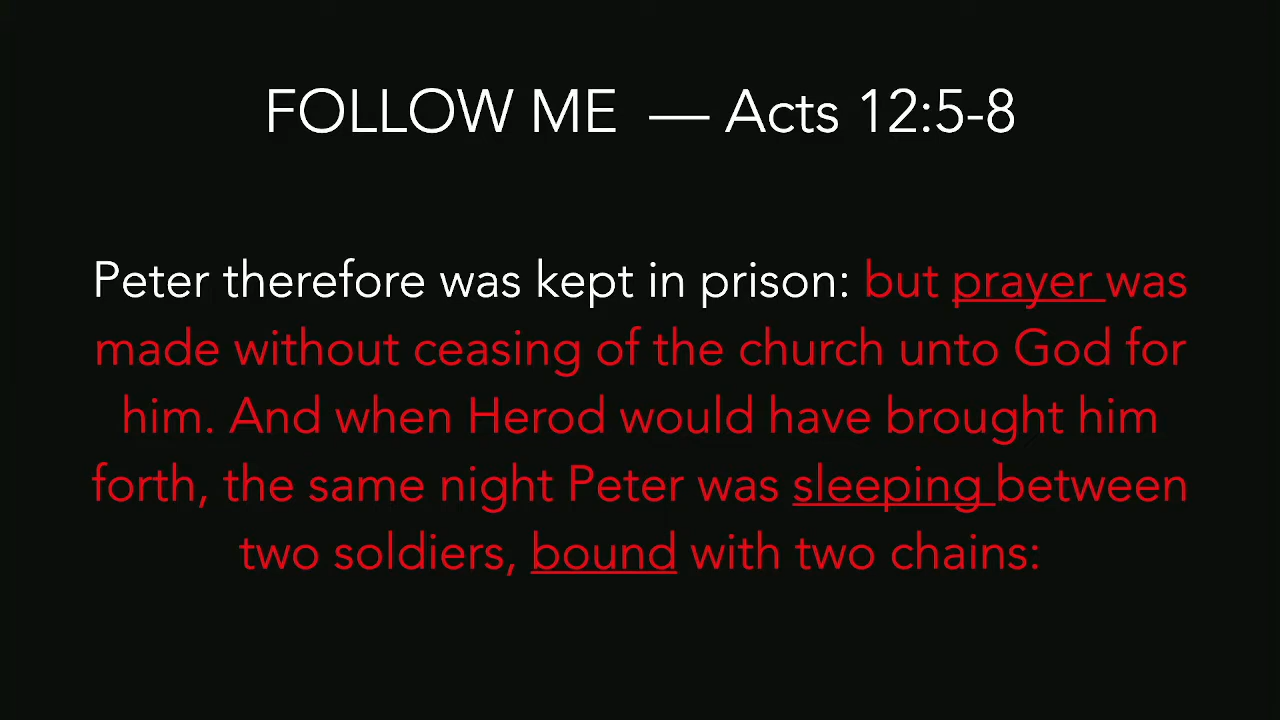 FOLLOW ME — Acts 12:5-8
Peter therefore was kept in prison: but prayer was
made without ceasing of the church unto God for
him. And when Herod would have brought him
forth, the same night Peter was sleeping between
two soldiers, bound with two chains: